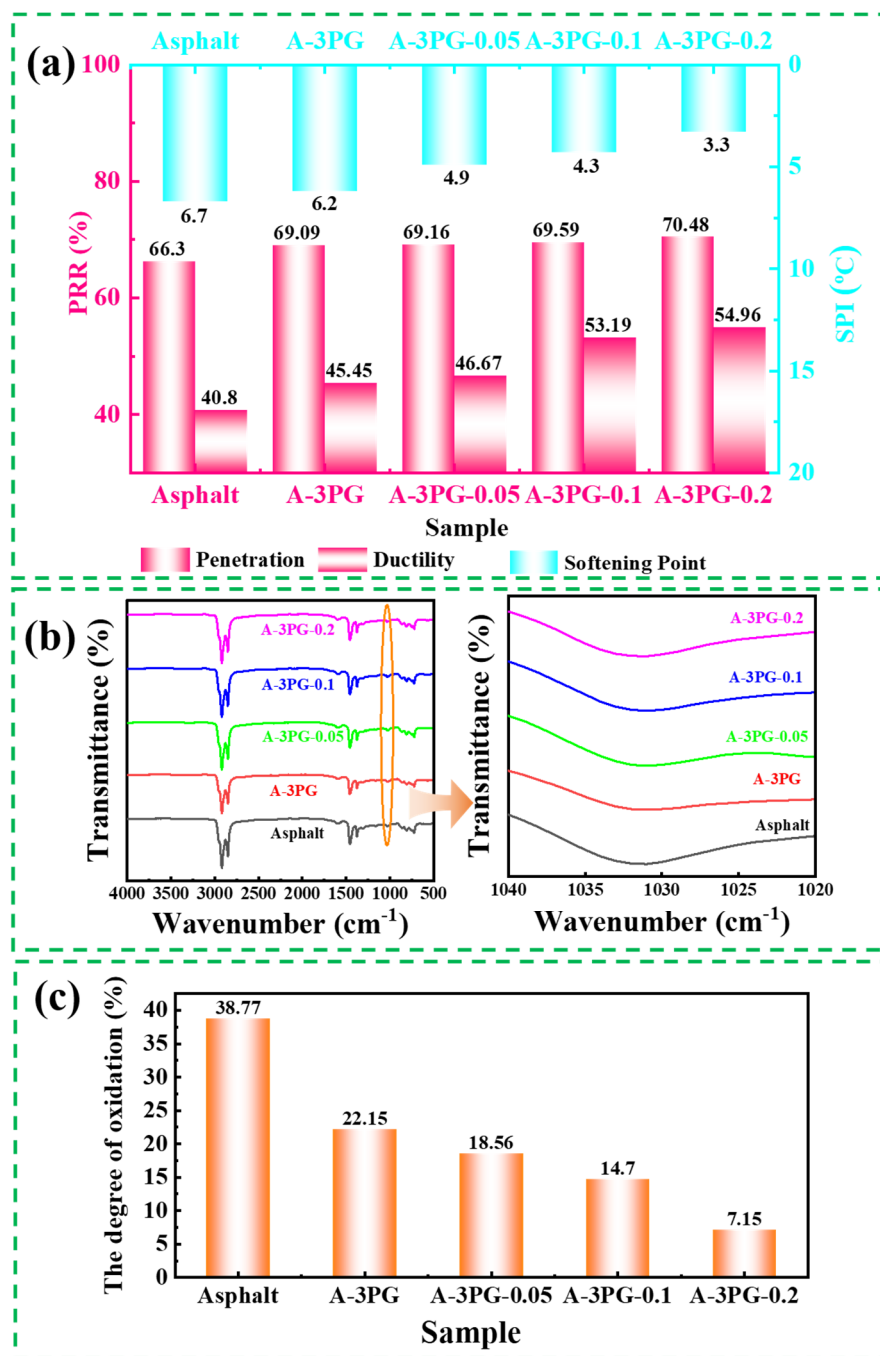 (a)
Asphalt A-3PG A-3PG-0.05 A-3PG-0.1 A-3PG-0.2
100
80
60
40
PRR (%)
0
5
10
15
20
SPI (°C)
6.7
6.2
4.9
4.3
3.3
66.3
69.09
69.16
69.59
70.48
40.8
45.45
46.67
53.19
54.96
Asphalt A-3PG A-3PG-0.05 A-3PG-0.1 A-3PG-0.2
Sample
Penetration Ductility Softening Point
(b)
Transmittance (%)
A-3PG-0.2
A-3PG-0.1
A-3PG-0.05
A-3PG
Asphalt
4000 3500 3000 2500 2000 1500 1000 500
Wavenumber (cm⁻¹)
Transmittance (%)
A-3PG-0.2
A-3PG-0.1
A-3PG-0.05
A-3PG
Asphalt
1040 1035 1030 1025 1020
Wavenumber (cm⁻¹)
(c)
The degree of oxidation (%)
40
35
30
25
20
15
10
5
0
38.77
22.15
18.56
14.7
7.15
Asphalt A-3PG A-3PG-0.05 A-3PG-0.1 A-3PG-0.2
Sample